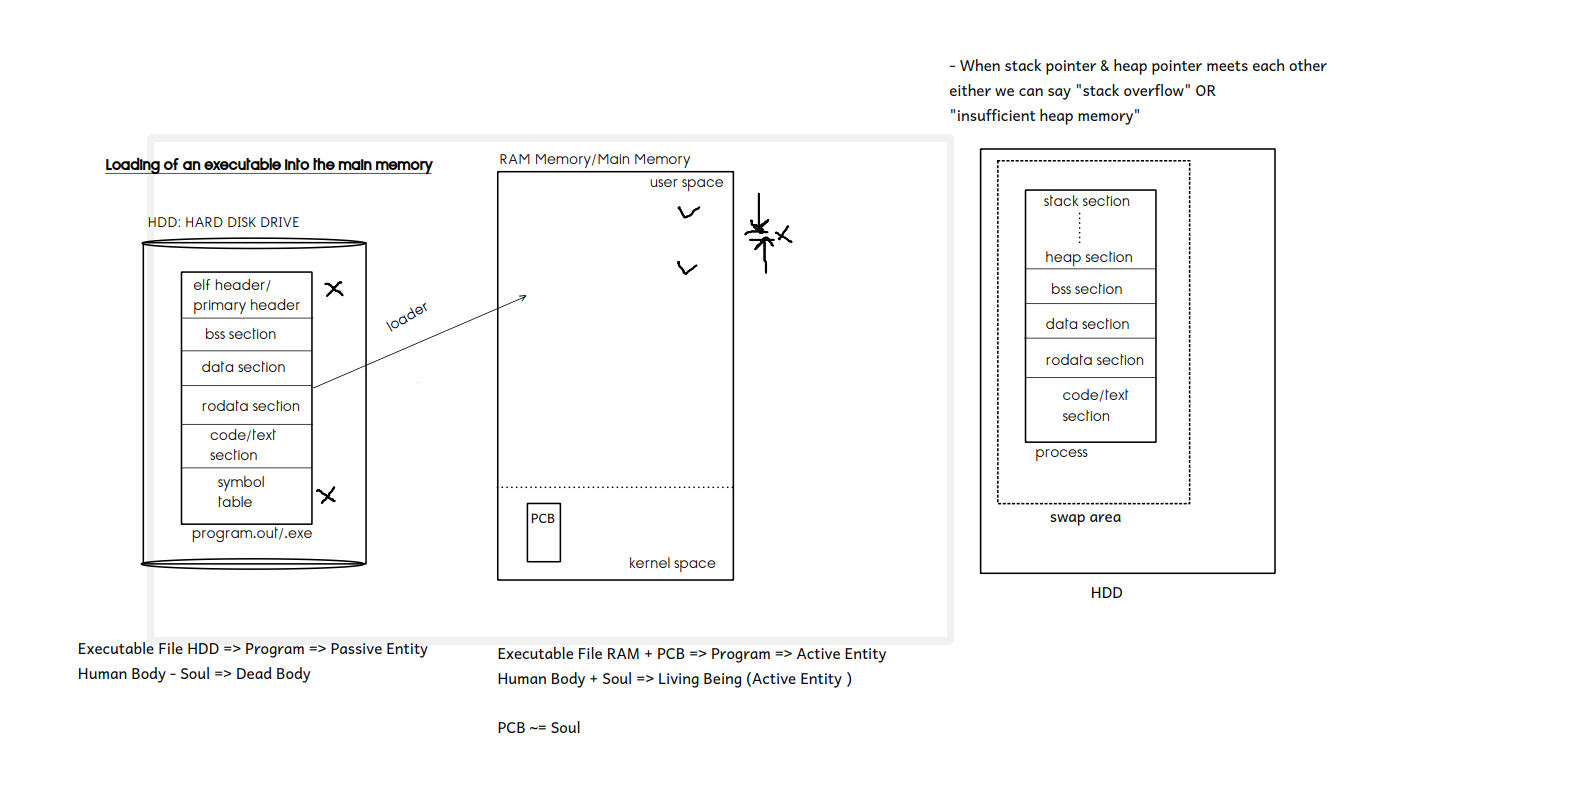 - When stack pointer & heap pointer meets each other
either we can say "stack overflow" OR
"insufficient heap memory"
Loading of an executable into the main memory
HDD: HARD DISK DRIVE
elf header/
primary header
bss section
data section
rodata section
code/text
section
symbol
table
program.out/.exe
loader
RAM Memory/Main Memory
user space
PCB
kernel space
stack section
heap section
bss section
data section
rodata section
code/text
section
process
swap area
HDD
Executable File HDD => Program => Passive Entity
Human Body - Soul => Dead Body
Executable File RAM + PCB => Program => Active Entity
Human Body + Soul => Living Being (Active Entity )
PCB ~= Soul